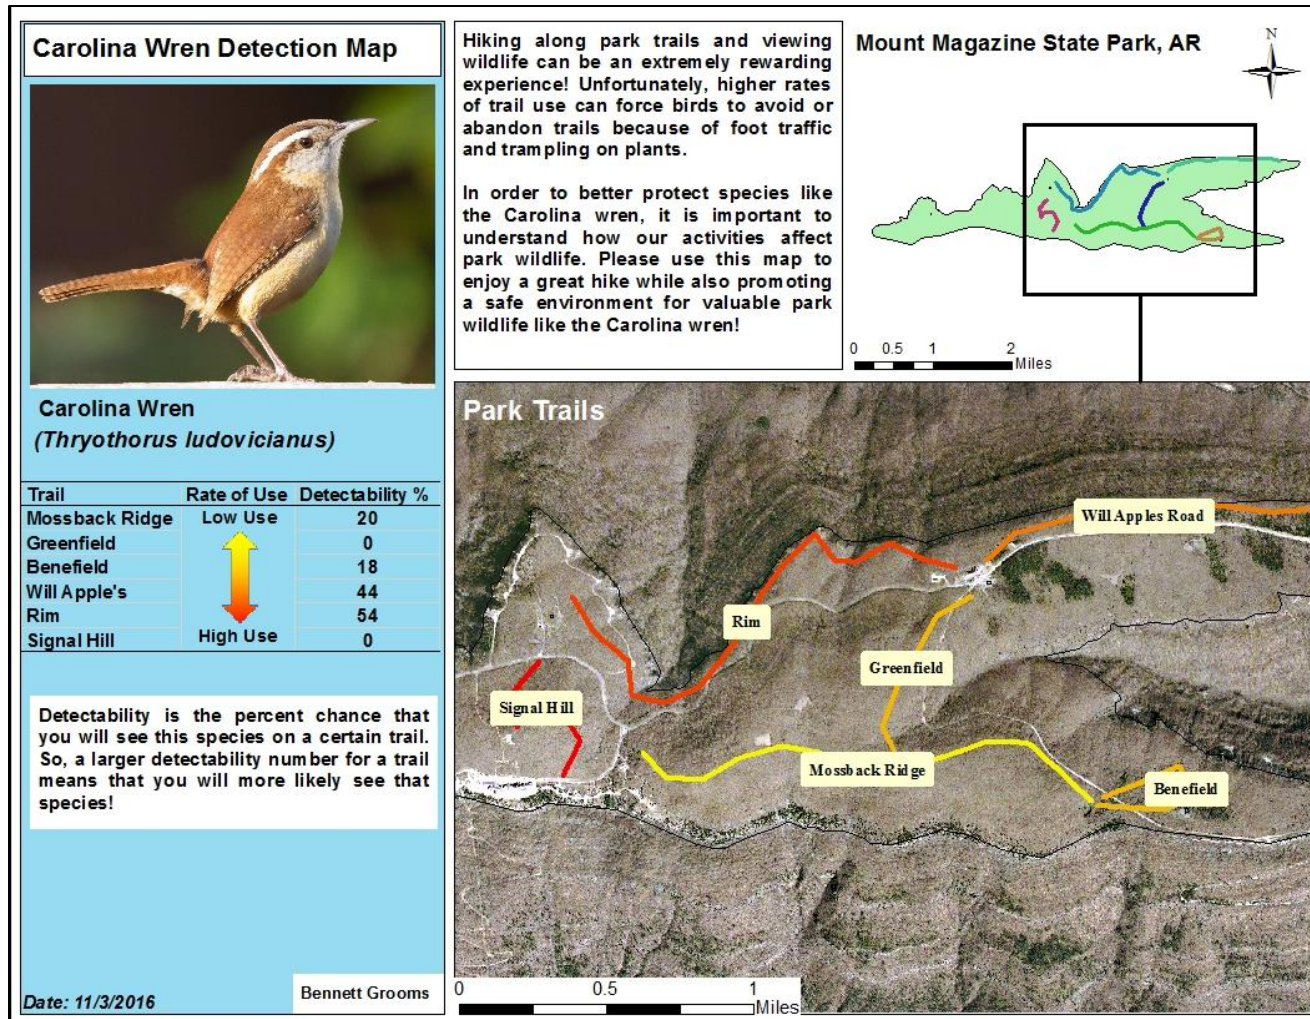 Carolina Wren Detection Map
Carolina Wren
(Thryothorus ludovicianus)
Trail Rate of Use Detectability %
Mossback Ridge Low Use 20
Greenfield 0
Benefield 18
Will Apple's 44
Rim 54
Signal Hill High Use 0
Detectability is the percent chance that
you will see this species on a certain trail.
So, a larger detectability number for a trail
means that you will more likely see that
species!
Date: 11/3/2016
Bennett Grooms
Hiking along park trails and viewing
wildlife can be an extremely rewarding
experience! Unfortunately, higher rates
of trail use can force birds to avoid or
abandon trails because of foot traffic
and trampling on plants.
In order to better protect species like
the Carolina wren, it is important to
understand how our activities affect
park wildlife. Please use this map to
enjoy a great hike while also promoting
a safe environment for valuable park
wildlife like the Carolina wren!
Mount Magazine State Park, AR
N
0 0.5 1 2
Miles
Park Trails
Will Apples Road
Rim
Greenfield
Signal Hill
Mossback Ridge
Benefield
0 0.5 1
Miles